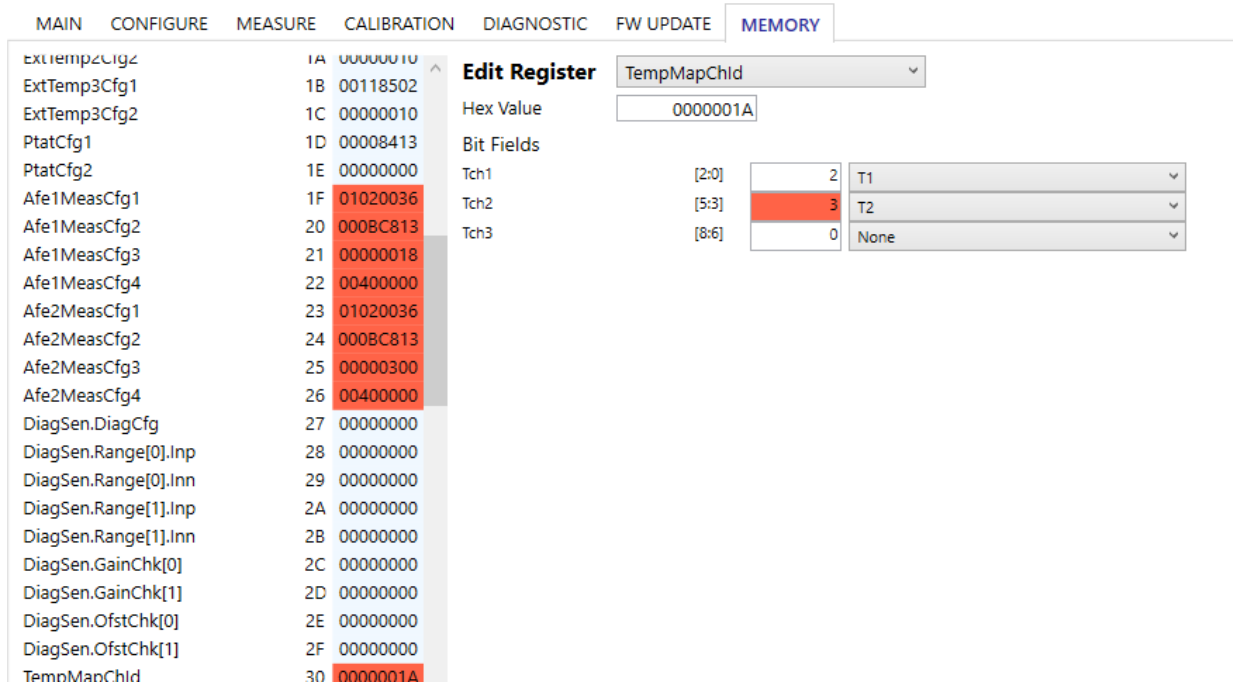 MAIN CONFIGURE MEASURE CALIBRATION DIAGNOSTIC FW UPDATE MEMORY
ExtTemp2Cfg2 1A 00000010
ExtTemp3Cfg1 1B 00118502
ExtTemp3Cfg2 1C 00000010
PtatCfg1 1D 00008413
PtatCfg2 1E 00000000
Afe1MeasCfg1 1F 01020036
Afe1MeasCfg2 20 000BC813
Afe1MeasCfg3 21 00000018
Afe1MeasCfg4 22 00400000
Afe2MeasCfg1 23 01020036
Afe2MeasCfg2 24 000BC813
Afe2MeasCfg3 25 00000300
Afe2MeasCfg4 26 00400000
DiagSen.DiagCfg 27 00000000
DiagSen.Range[0].Inp 28 00000000
DiagSen.Range[0].Inn 29 00000000
DiagSen.Range[1].Inp 2A 00000000
DiagSen.Range[1].Inn 2B 00000000
DiagSen.GainChk[0] 2C 00000000
DiagSen.GainChk[1] 2D 00000000
DiagSen.OfstChk[0] 2E 00000000
DiagSen.OfstChk[1] 2F 00000000
TempMapChId 30 0000001A
Edit Register TempMapChId
Hex Value 0000001A
Bit Fields
Tch1 [2:0] 2 T1
Tch2 [5:3] 3 T2
Tch3 [8:6] 0 None